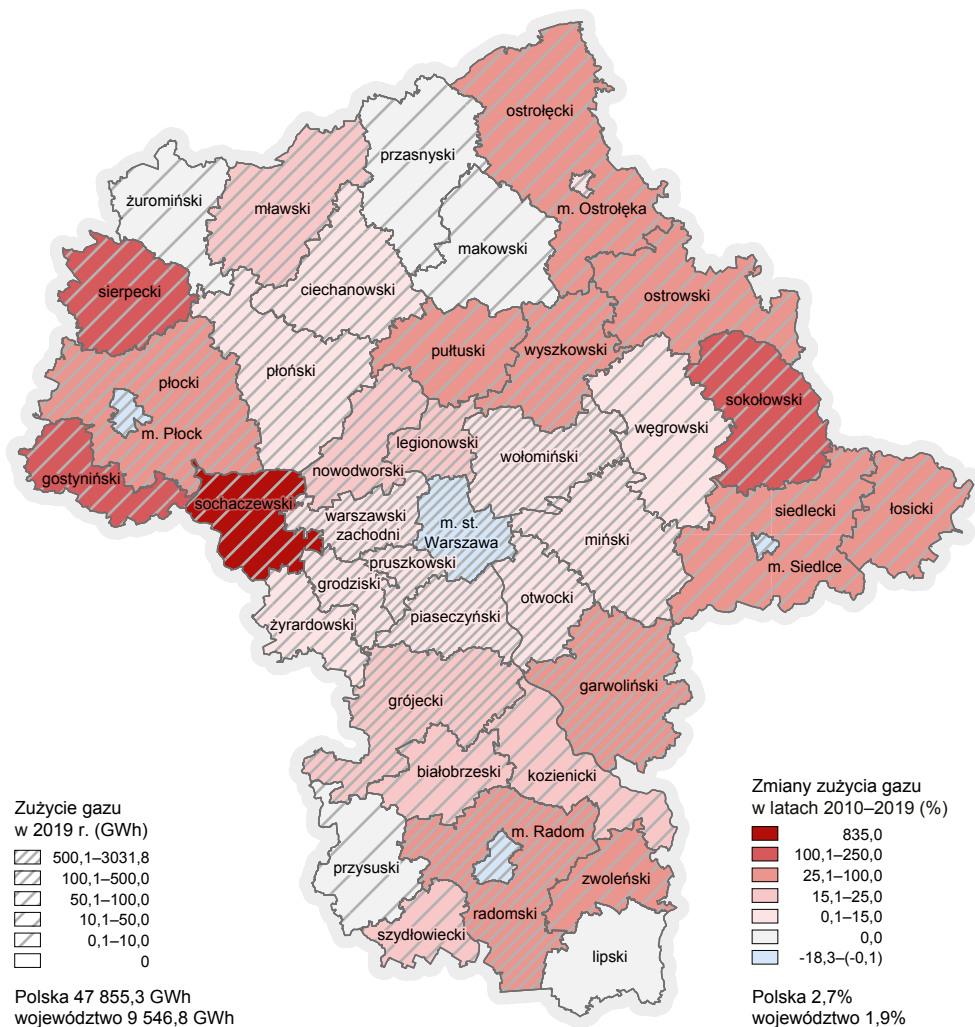 ostrołęcki
przasnyski
żuromiński
mławski
m. Ostrołęka
makowski
ciechanowski
sierpecki
ostrowski
pułtuski
wyszkowski
płoński
płocki
sokołowski
węgrowski
m. Płock
legionowski
wołomiński
nowodworski
gostyniński
sochaczewski
siedlecki
łosicki
warszawski
zachodni
m. st.
Warszawa
miński
pruszkowski
m. Siedlce
grodziski
otwocki
piaseczyński
żyrardowski
garwoliński
grójecki
białobrzeski
kozienicki
m. Radom
przysuski
zwoleński
radomski
szydłowiecki
lipski
Zużycie gazu
w 2019 r. (GWh)
500,1–3031,8
100,1–500,0
50,1–100,0
10,1–50,0
0,1–10,0
0
Polska 47 855,3 GWh
województwo 9 546,8 GWh
Zmiany zużycia gazu
w latach 2010–2019 (%)
835,0
100,1–250,0
25,1–100,0
15,1–25,0
0,1–15,0
0,0
-18,3–(-0,1)
Polska 2,7%
województwo 1,9%